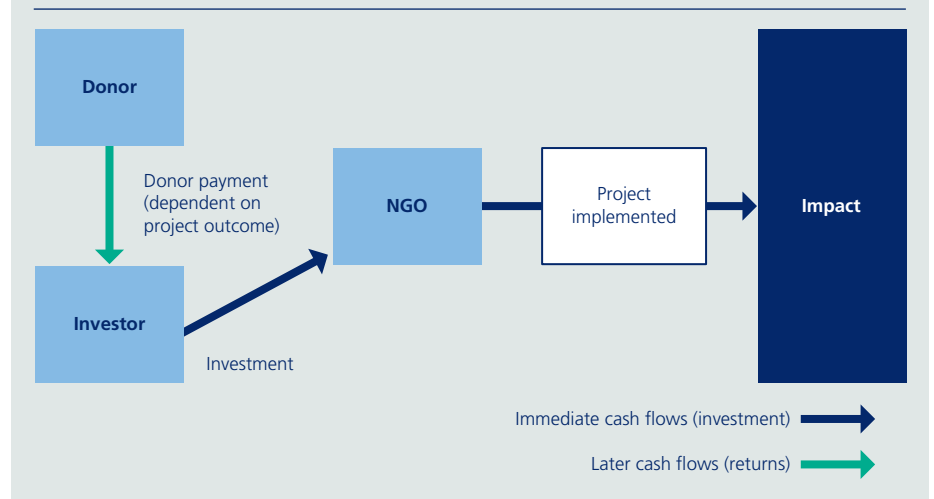 Donor
Donor payment
(dependent on
project outcome)
NGO
Project
implemented
Impact
Investor
Investment
Immediate cash flows (investment)
Later cash flows (returns)